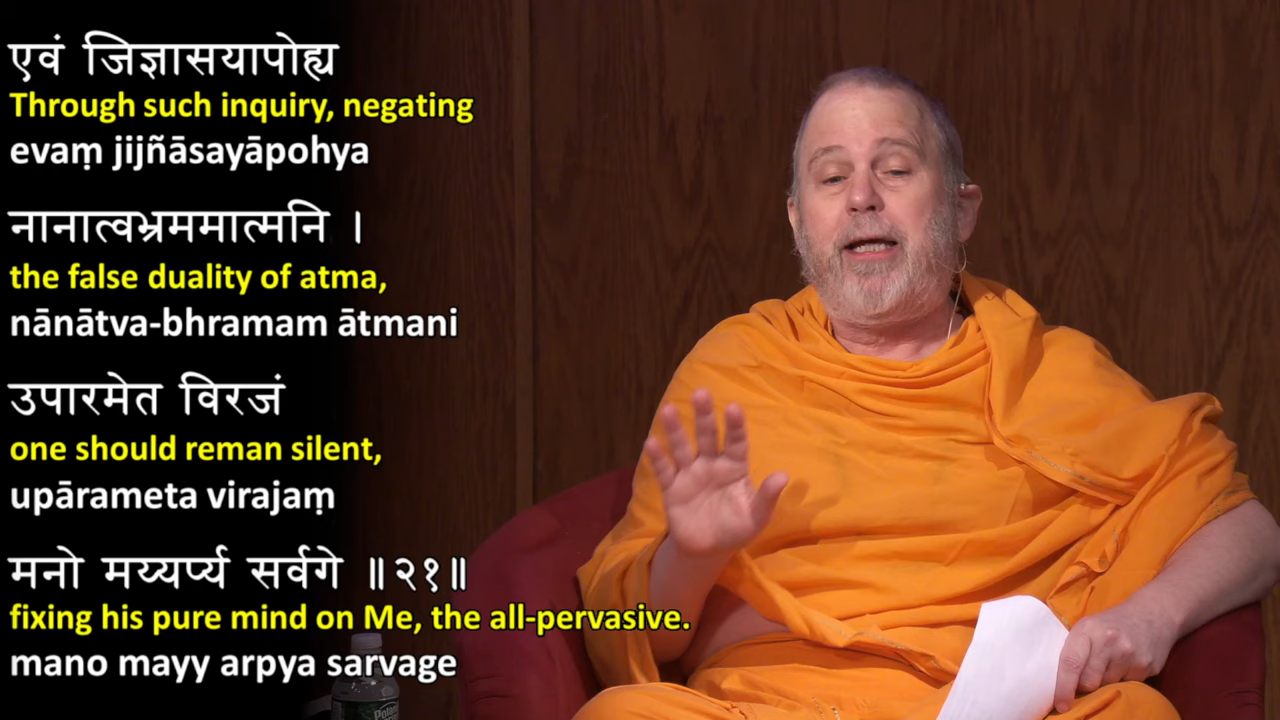 एवं जिज्ञासयापोह्य
Through such inquiry, negating
evaṃ jijñāsayāpohya
नानात्वभ्रममात्मनि ।
the false duality of atma,
nānātva-bhramam ātmani
उपारमेत विरजं
one should reman silent,
upārameta virajaṃ
मनो मय्यर्प्य सर्वगे ॥२१॥
fixing his pure mind on Me, the all-pervasive.
mano mayy arpya sarvage